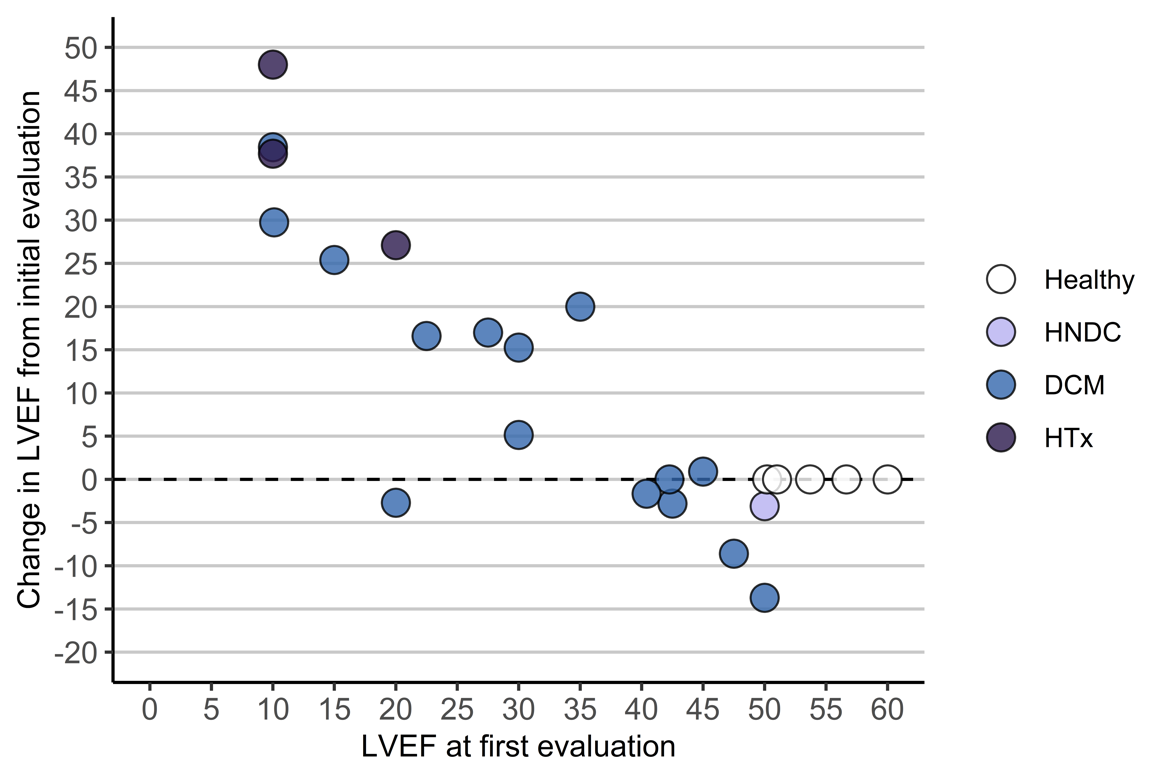 Change in LVEF from initial evaluation
50
45
40
35
30
25
20
15
10
5
0
-5
-10
-15
-20
0 5 10 15 20 25 30 35 40 45 50 55 60
LVEF at first evaluation
Healthy
HNDC
DCM
HTx